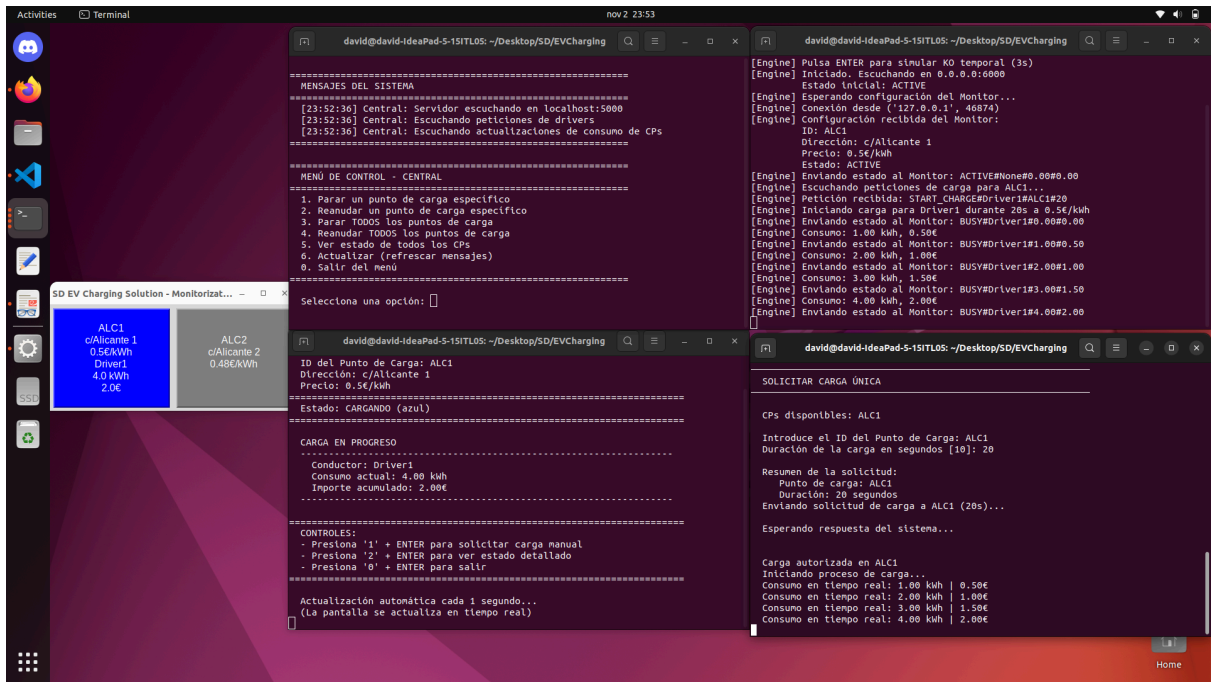 Activities
Terminal
nov 2 23:53
david@david-IdeaPad-5-15ITL05: ~/Desktop/SD/EVCharging
============================================================
MENSAJES DEL SISTEMA
============================================================
[23:52:36] Central: Servidor escuchando en localhost:5000
[23:52:36] Central: Escuchando peticiones de drivers
[23:52:36] Central: Escuchando actualizaciones de consumo de CPs
============================================================
============================================================
MENÚ DE CONTROL - CENTRAL
============================================================
1. Parar un punto de carga específico
2. Reanudar un punto de carga específico
3. Parar TODOS los puntos de carga
4. Reanudar TODOS los puntos de carga
5. Ver estado de todos los CPs
6. Actualizar (refrescar mensajes)
0. Salir del menú
============================================================
Selecciona una opción:
david@david-IdeaPad-5-15ITL05: ~/Desktop/SD/EVCharging
[Engine] Pulsa ENTER para simular KO temporal (3s)
[Engine] Iniciado. Escuchando en 0.0.0.0:6000
Estado inicial: ACTIVE
[Engine] Esperando configuración del Monitor...
[Engine] Conexión desde ('127.0.0.1', 46874)
[Engine] Configuración recibida del Monitor:
ID: ALC1
Dirección: c/Alicante 1
Precio: 0.5€/kWh
Estado: ACTIVE
[Engine] Enviando estado al Monitor: ACTIVE#None#0.00#0.00
[Engine] Escuchando peticiones de carga para ALC1...
[Engine] Petición recibida: START_CHARGE#Driver1#ALC1#20
[Engine] Iniciando carga para Driver1 durante 20s a 0.5€/kWh
[Engine] Enviando estado al Monitor: BUSY#Driver1#0.00#0.00
[Engine] Consumo: 1.00 kWh, 0.50€
[Engine] Enviando estado al Monitor: BUSY#Driver1#1.00#0.50
[Engine] Consumo: 2.00 kWh, 1.00€
[Engine] Enviando estado al Monitor: BUSY#Driver1#2.00#1.00
[Engine] Consumo: 3.00 kWh, 1.50€
[Engine] Enviando estado al Monitor: BUSY#Driver1#3.00#1.50
[Engine] Consumo: 4.00 kWh, 2.00€
[Engine] Enviando estado al Monitor: BUSY#Driver1#4.00#2.00
SD EV Charging Solution - Monitorizat...
ALC1
c/Alicante 1
0.5€/kWh
Driver1
4.0 kWh
2.0€
ALC2
c/Alicante 2
0.48€/kWh
SSD
david@david-IdeaPad-5-15ITL05: ~/Desktop/SD/EVCharging
ID del Punto de Carga: ALC1
Dirección: c/Alicante 1
Precio: 0.5€/kWh
======================================================================
Estado: CARGANDO (azul)
======================================================================
CARGA EN PROGRESO
------------------------------------------------------------------
Conductor: Driver1
Consumo actual: 4.00 kWh
Importe acumulado: 2.00€
------------------------------------------------------------------
======================================================================
CONTROLES:
- Presiona '1' + ENTER para solicitar carga manual
- Presiona '2' + ENTER para ver estado detallado
- Presiona '0' + ENTER para salir
======================================================================
Actualización automática cada 1 segundo...
(La pantalla se actualiza en tiempo real)
david@david-IdeaPad-5-15ITL05: ~/Desktop/SD/EVCharging
SOLICITAR CARGA ÚNICA
CPs disponibles: ALC1
Introduce el ID del Punto de Carga: ALC1
Duración de la carga en segundos [10]: 20
Resumen de la solicitud:
Punto de carga: ALC1
Duración: 20 segundos
Enviando solicitud de carga a ALC1 (20s)...
Esperando respuesta del sistema...
Carga autorizada en ALC1
Iniciando proceso de carga...
Consumo en tiempo real: 1.00 kWh | 0.50€
Consumo en tiempo real: 2.00 kWh | 1.00€
Consumo en tiempo real: 3.00 kWh | 1.50€
Consumo en tiempo real: 4.00 kWh | 2.00€
Home